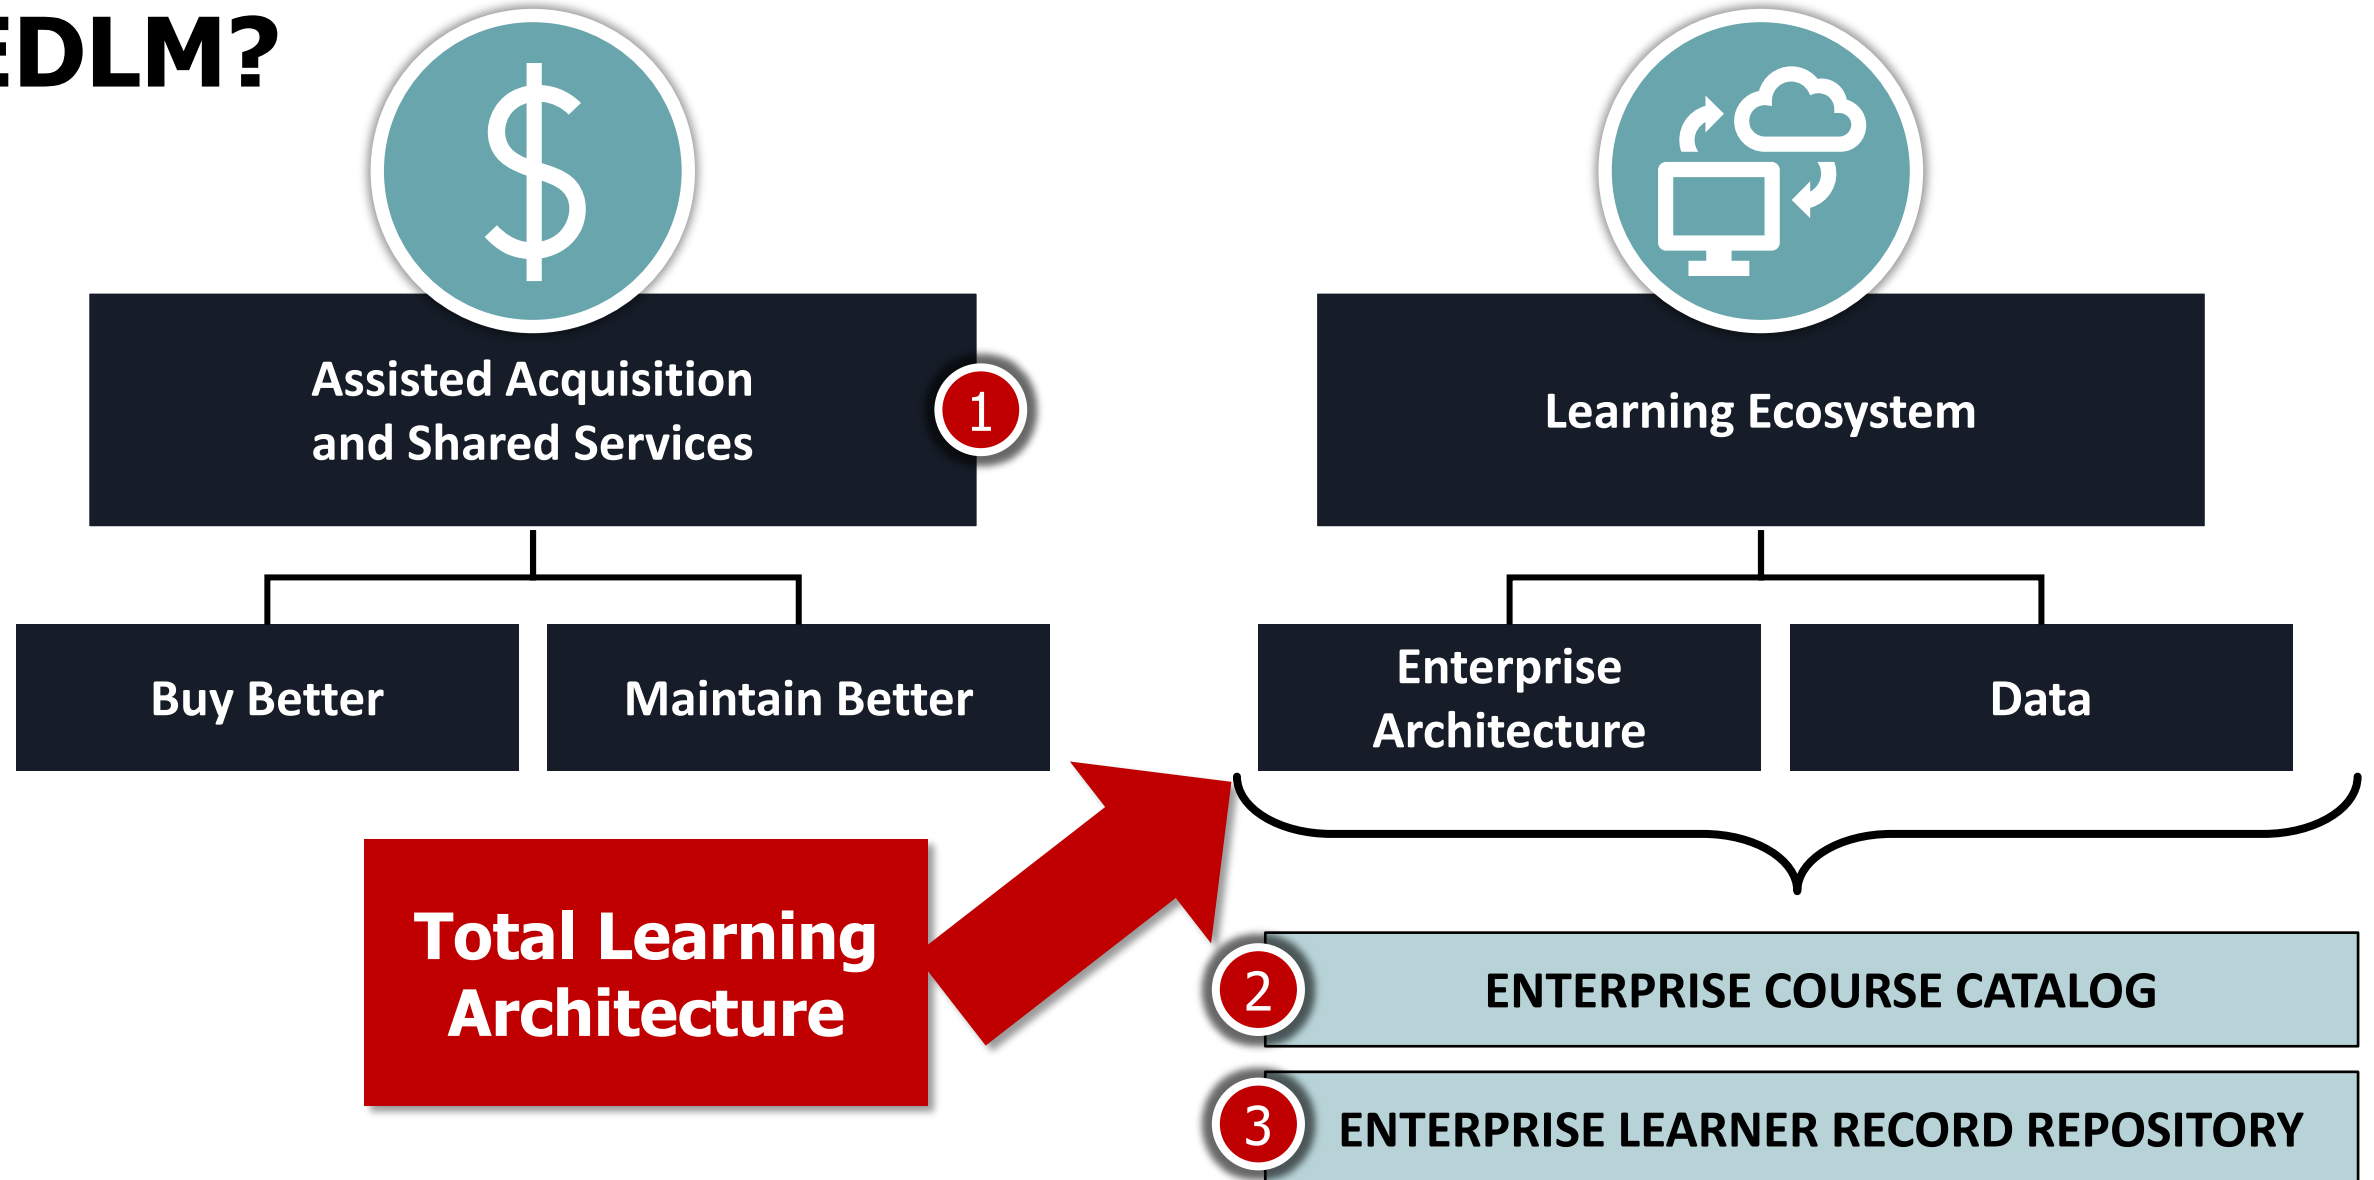 EDLM?
$
Assisted Acquisition
and Shared Services
1
Learning Ecosystem
Buy Better
Maintain Better
Enterprise
Architecture
Data
Total Learning
Architecture
2
ENTERPRISE COURSE CATALOG
3
ENTERPRISE LEARNER RECORD REPOSITORY